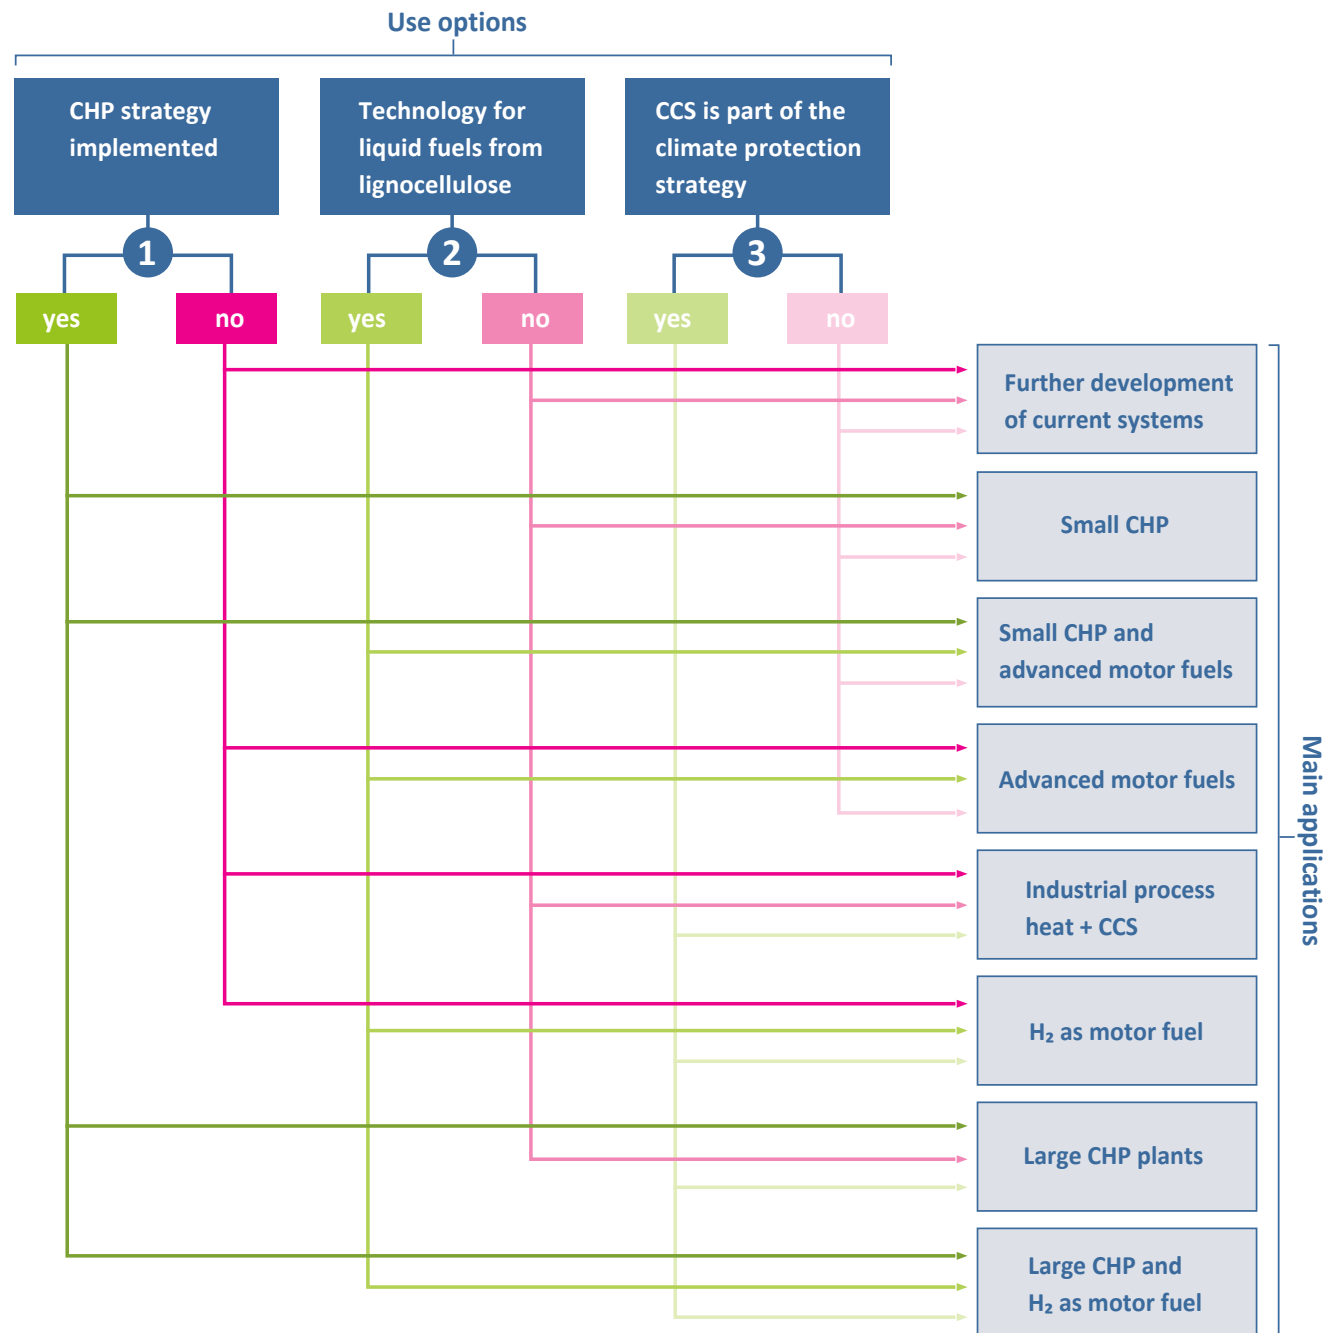 Use options
CHP strategy
implemented
Technology for
liquid fuels from
lignocellulose
CCS is part of the
climate protection
strategy
1
2
3
yes
no
yes
no
yes
no
Further development
of current systems
Small CHP
Small CHP and
advanced motor fuels
Advanced motor fuels
Industrial process
heat + CCS
H₂ as motor fuel
Large CHP plants
Large CHP and
H₂ as motor fuel
Main applications